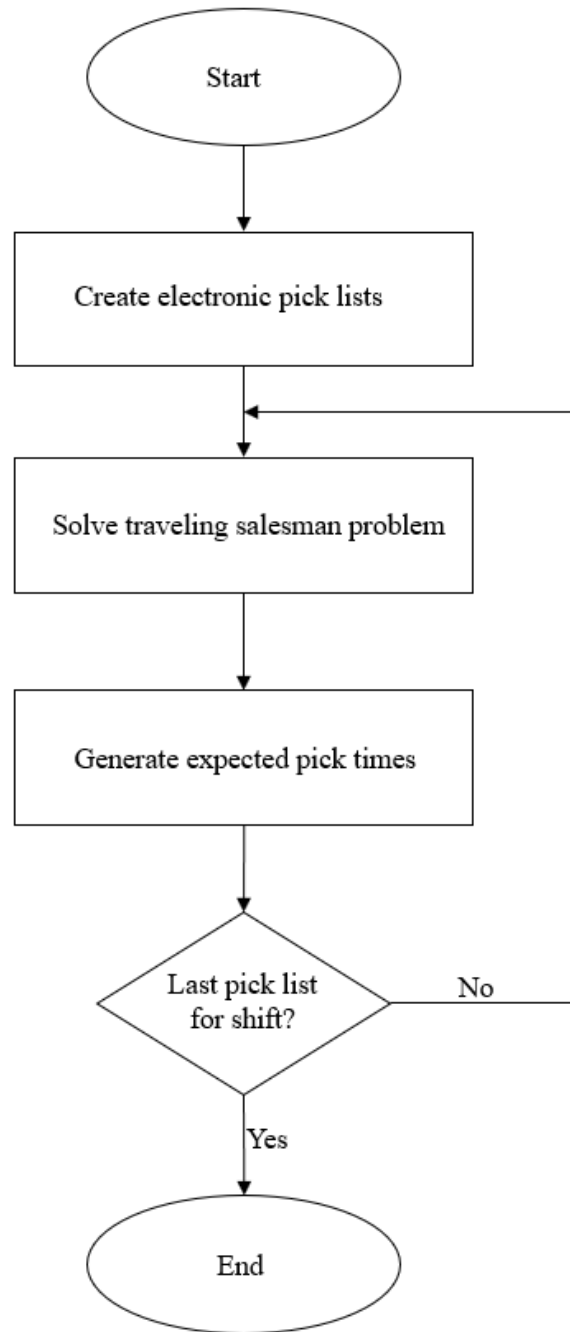 Start
Create electronic pick lists
Solve traveling salesman problem
Generate expected pick times
Last pick list
for shift?
No
Yes
End